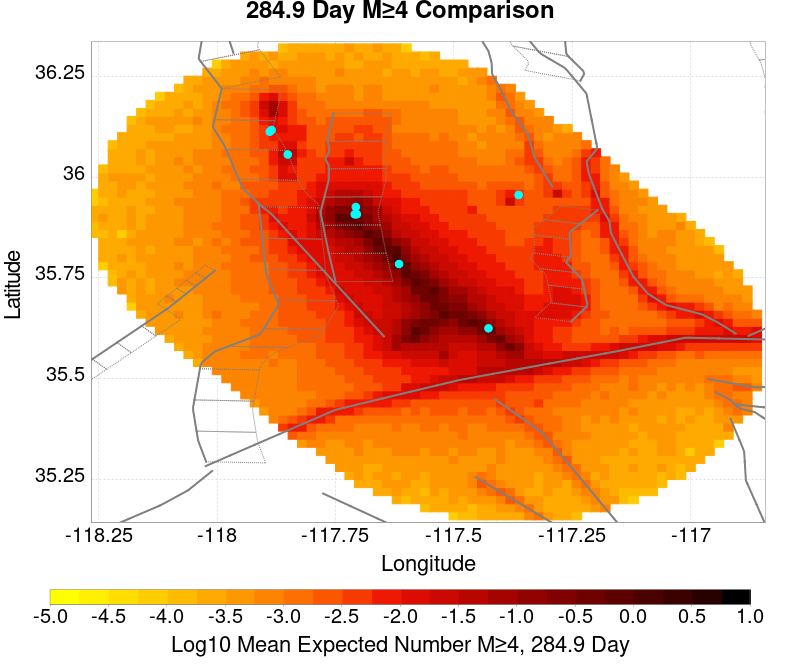 284.9 Day M≥4 Comparison
36.25
36
35.75
35.5
35.25
Latitude
-118.25 -118 -117.75 -117.5 -117.25 -117
Longitude
-5.0 -4.5 -4.0 -3.5 -3.0 -2.5 -2.0 -1.5 -1.0 -0.5 0.0 0.5 1.0
Log10 Mean Expected Number M≥4, 284.9 Day